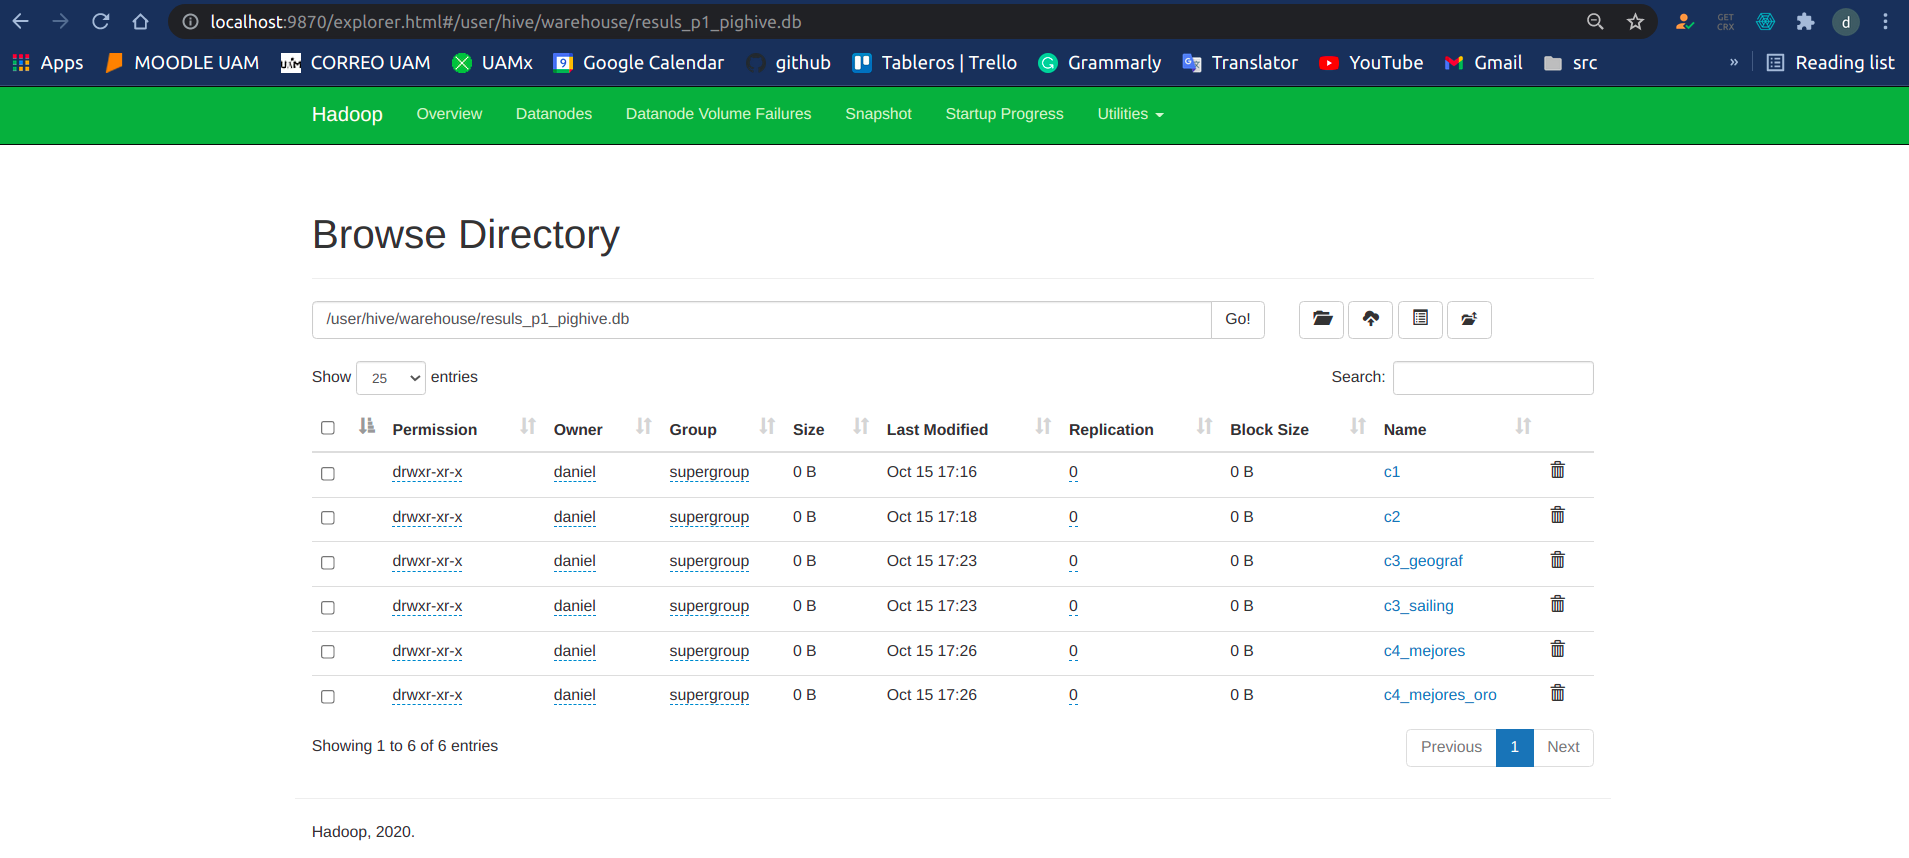 localhost:9870/explorer.html#/user/hive/warehouse/resuls_p1_pighive.db
GET
CRX
d
Apps MOODLE UAM CORREO UAM UAMx Google Calendar github Tableros | Trello Grammarly Translator YouTube Gmail src » Reading list
Hadoop Overview Datanodes Datanode Volume Failures Snapshot Startup Progress Utilities
Browse Directory
/user/hive/warehouse/resuls_p1_pighive.db Go!
Show 25 entries Search:
Permission Owner Group Size Last Modified Replication Block Size Name
drwxr-xr-x daniel supergroup 0 B Oct 15 17:16 0 0 B c1
drwxr-xr-x daniel supergroup 0 B Oct 15 17:18 0 0 B c2
drwxr-xr-x daniel supergroup 0 B Oct 15 17:23 0 0 B c3_geograf
drwxr-xr-x daniel supergroup 0 B Oct 15 17:23 0 0 B c3_sailing
drwxr-xr-x daniel supergroup 0 B Oct 15 17:26 0 0 B c4_mejores
drwxr-xr-x daniel supergroup 0 B Oct 15 17:26 0 0 B c4_mejores_oro
Showing 1 to 6 of 6 entries Previous 1 Next
Hadoop, 2020.